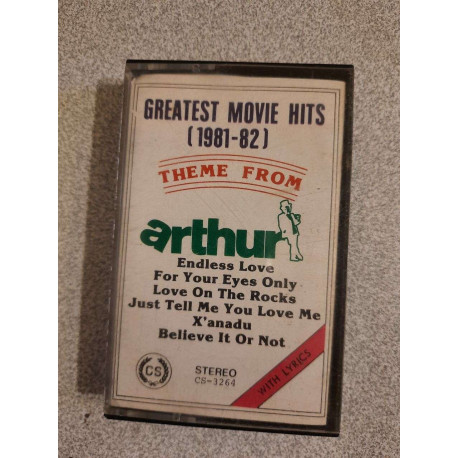 GREATEST MOVIE HITS
(1981-82)
THEME FROM
arthur
Endless Love
For Your Eyes Only
Love On The Rocks
Just Tell Me You Love Me
X'anadu
Believe It Or Not
CS
STEREO
CS-3264
WITH LYRICS